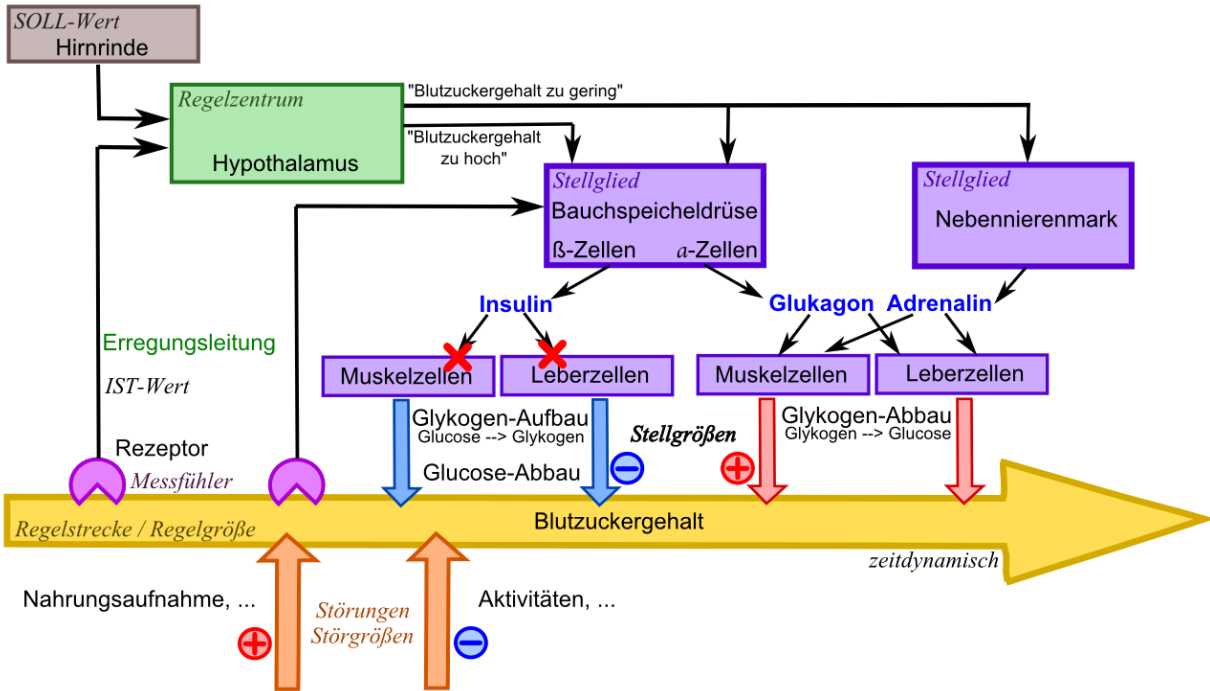 SOLL-Wert
Hirnrinde
Regelzentrum
Hypothalamus
"Blutzuckergehalt zu gering"
"Blutzuckergehalt
zu hoch"
Stellglied
Bauchspeicheldrüse
ß-Zellen
a-Zellen
Stellglied
Nebennierenmark
Insulin
Glukagon
Adrenalin
Erregungsleitung
IST-Wert
Muskelzellen
Leberzellen
Muskelzellen
Leberzellen
Glykogen-Aufbau
Glucose --> Glykogen
Glucose-Abbau
Stellgrößen
Glykogen-Abbau
Glykogen --> Glucose
Rezeptor
Messfühler
Regelstrecke / Regelgröße
Blutzuckergehalt
zeitdynamisch
Nahrungsaufnahme, ...
Störungen
Störgrößen
Aktivitäten, ...